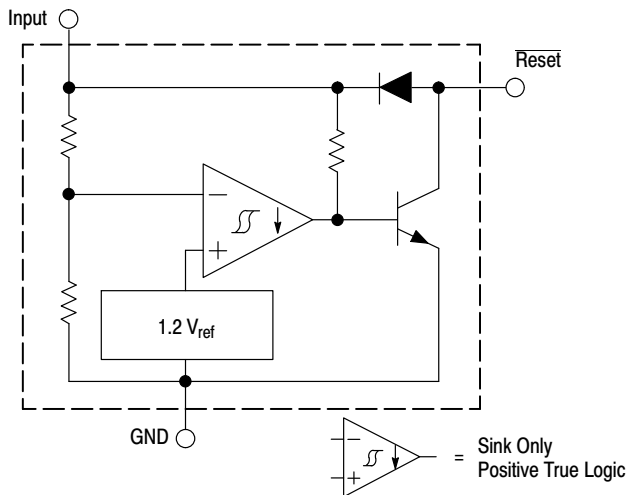 Input
Reset
−
+
1.2 Vref
GND
−
+
= Sink Only
Positive True Logic